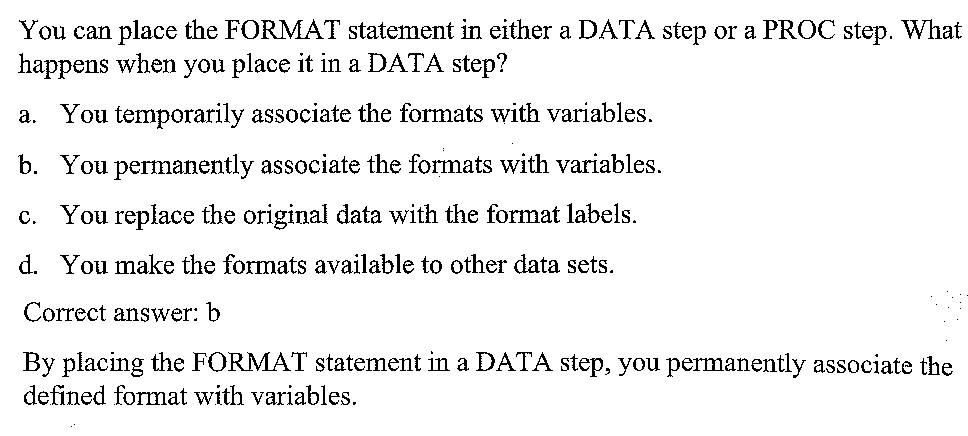 You can place the FORMAT statement in either a DATA step or a PROC step. What
happens when you place it in a DATA step?
a. You temporarily associate the formats with variables.
b. You permanently associate the formats with variables.
c. You replace the original data with the format labels.
d. You make the formats available to other data sets.
Correct answer: b
By placing the FORMAT statement in a DATA step, you permanently associate the
defined format with variables.